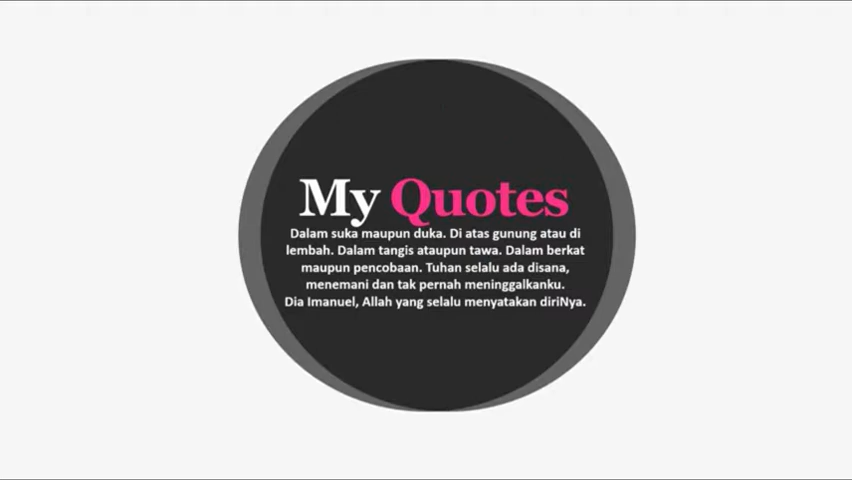 My Quotes
Dalam suka maupun duka. Di atas gunung atau di
lembah. Dalam tangis ataupun tawa. Dalam berkat
maupun pencobaan. Tuhan selalu ada disana,
menemani dan tak pernah meninggalkanku.
Dia Imanuel, Allah yang selalu menyatakan diriNya.